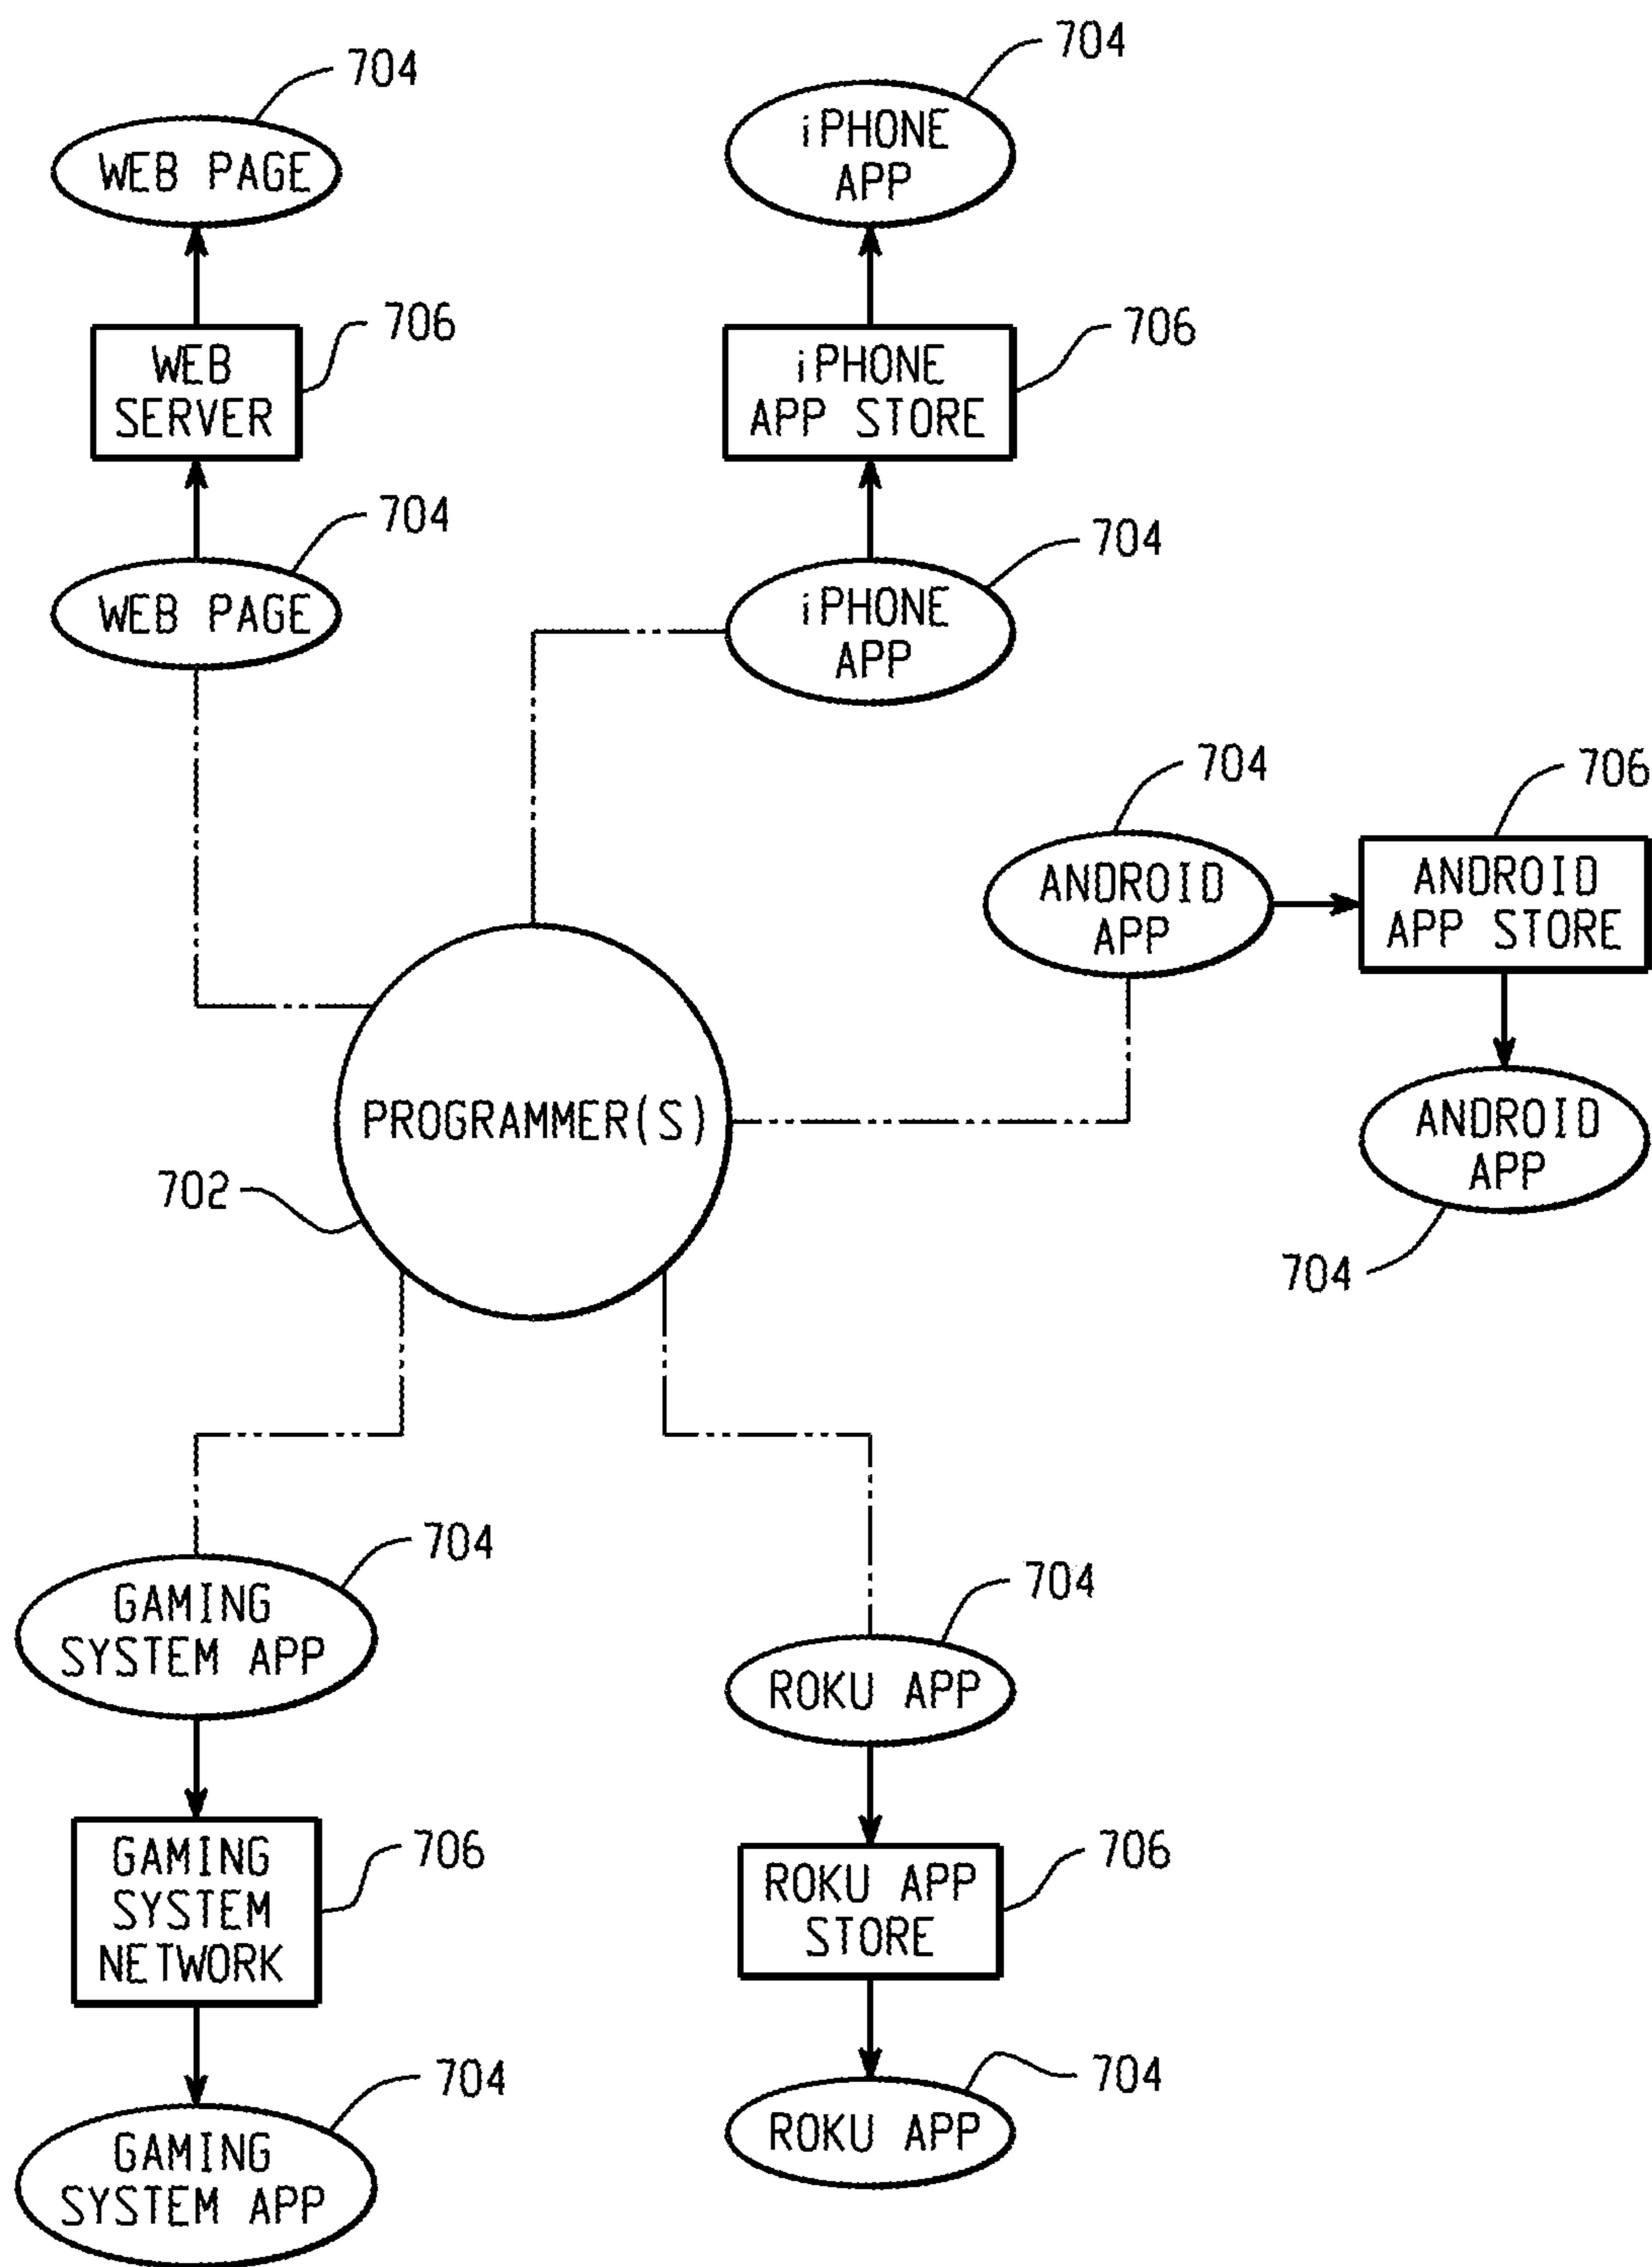 704
WEB PAGE
706
WEB
SERVER
704
WEB PAGE
704
iPHONE
APP
706
iPHONE
APP STORE
704
iPHONE
APP
704
ANDROID
APP
706
ANDROID
APP STORE
ANDROID
APP
704
PROGRAMMER(S)
702
704
GAMING
SYSTEM APP
706
GAMING
SYSTEM
NETWORK
704
GAMING
SYSTEM APP
704
ROKU APP
706
ROKU APP
STORE
704
ROKU APP